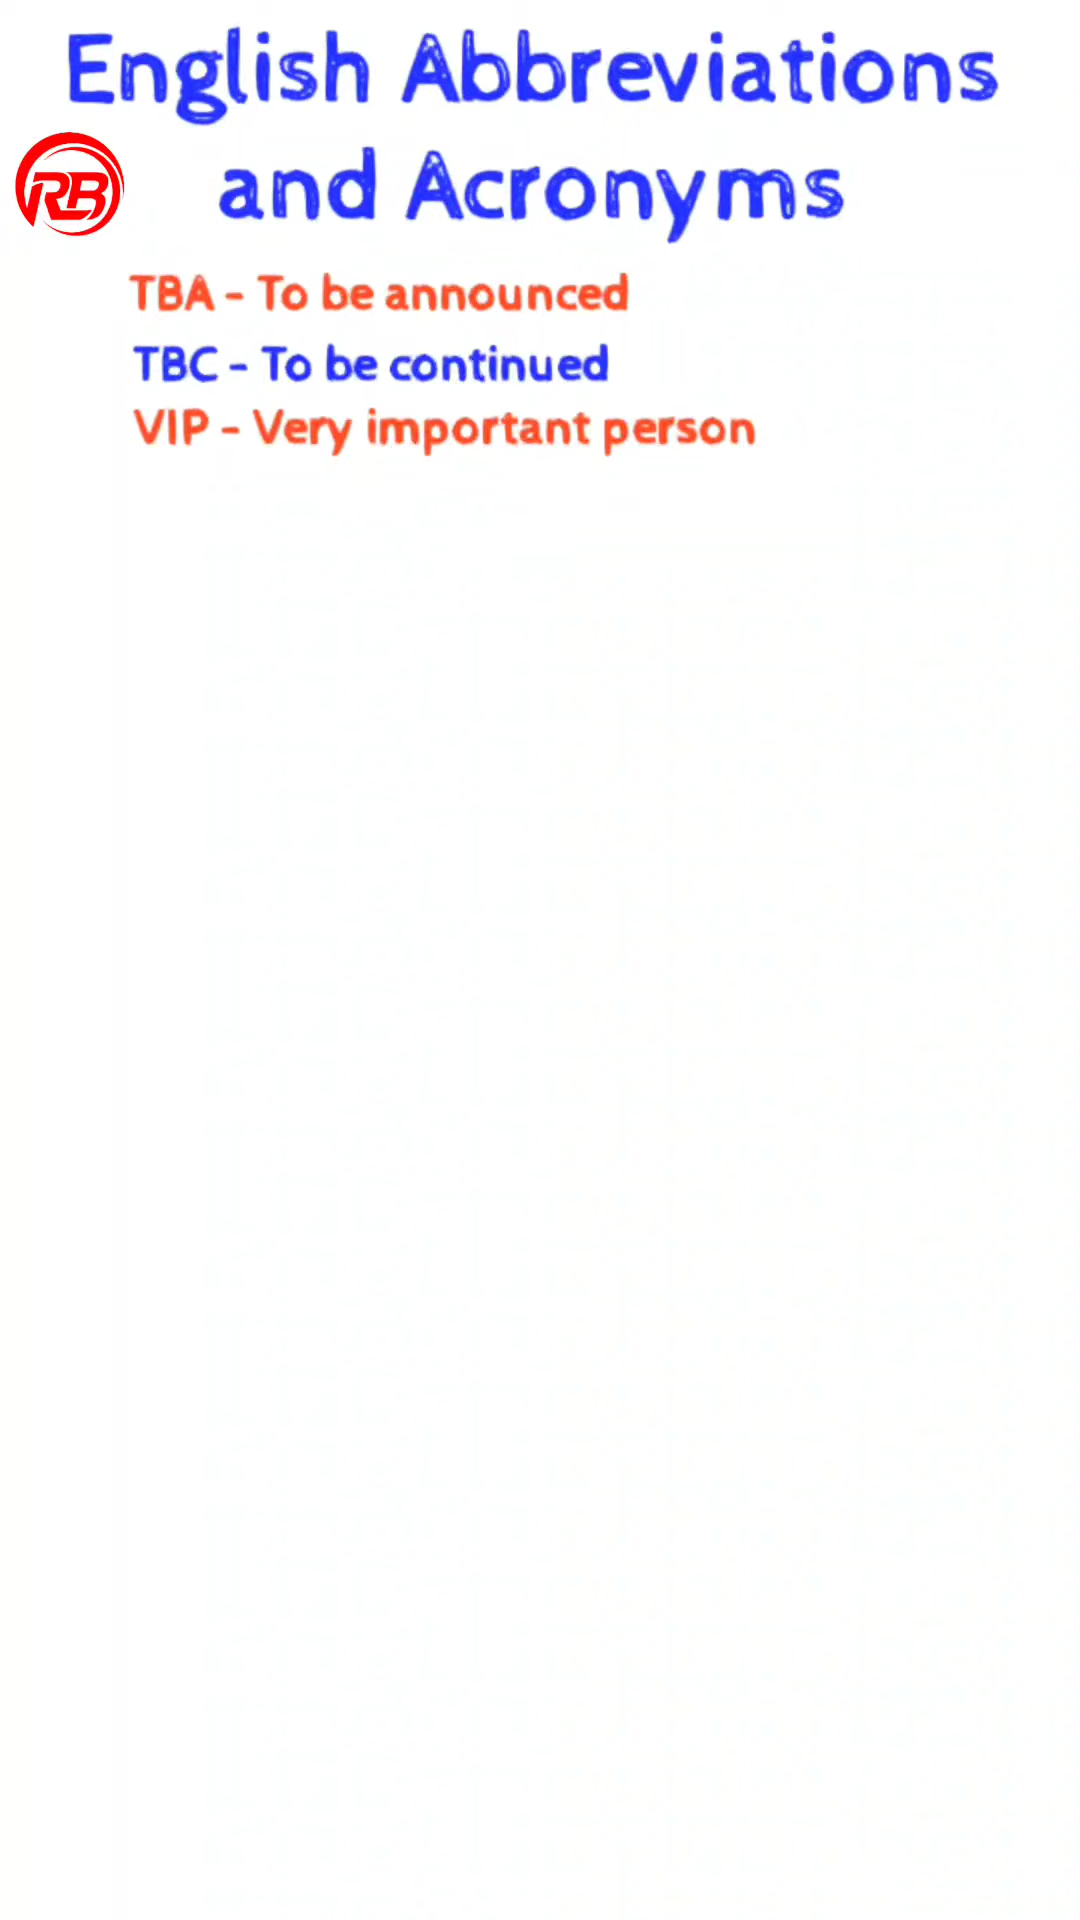 English Abbreviations
and Acronyms
RB
TBA - To be announced
TBC - To be continued
VIP - Very important person